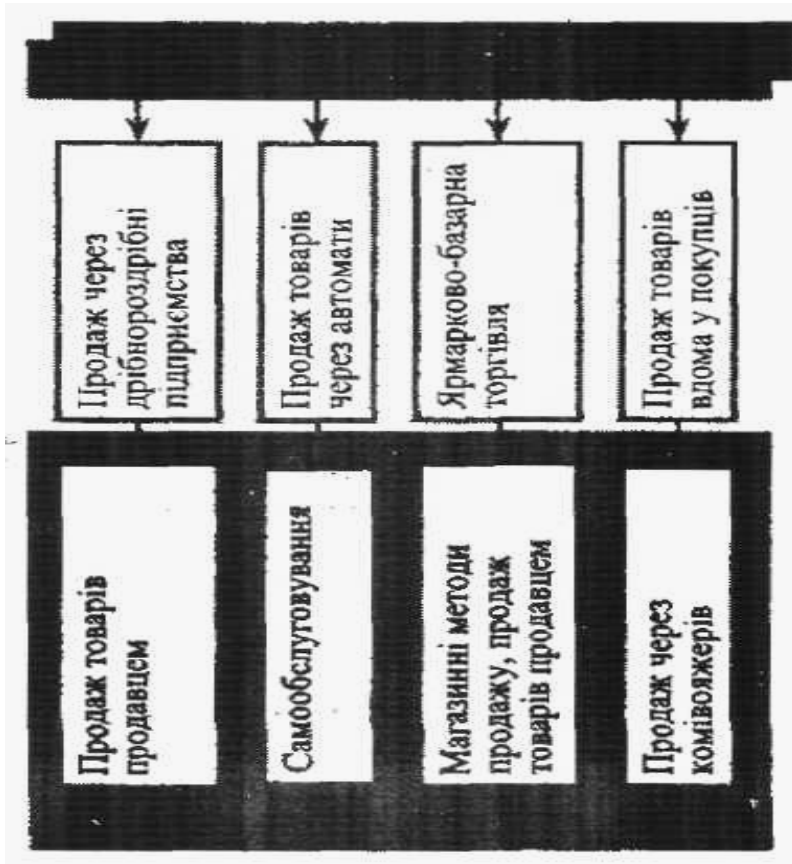 Продаж через
дрібнороздрібні
підприємства
Продаж товарів
через автомати
Ярмарково-базарна
торгівля
Продаж товарів
вдома у покупців
Продаж товарів
продавцем
Самообслуговування
Магазинні методи
продажу, продаж
товарів продавцем
Продаж через
комівояжерів